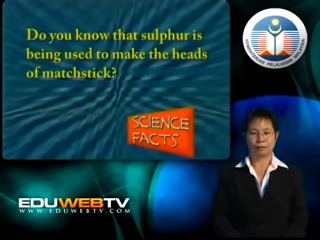 Do you know that sulphur is
being used to make the heads
of matchstick?
SCIENCE
FACTS
EDUWEBTV
WWW.EDUWEBTV.COM